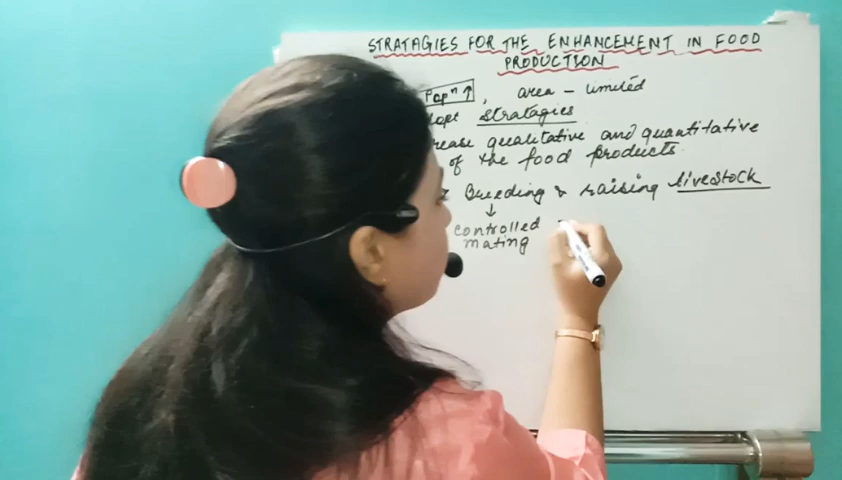 STRATAGIES FOR THE ENHANCEMENT IN FOOD
PRODUCTION
Popⁿ ↑, area - limited
stratagies
qualitative and quantitative
of the food products.
Breeding & raising livestock
↓
controlled
mating